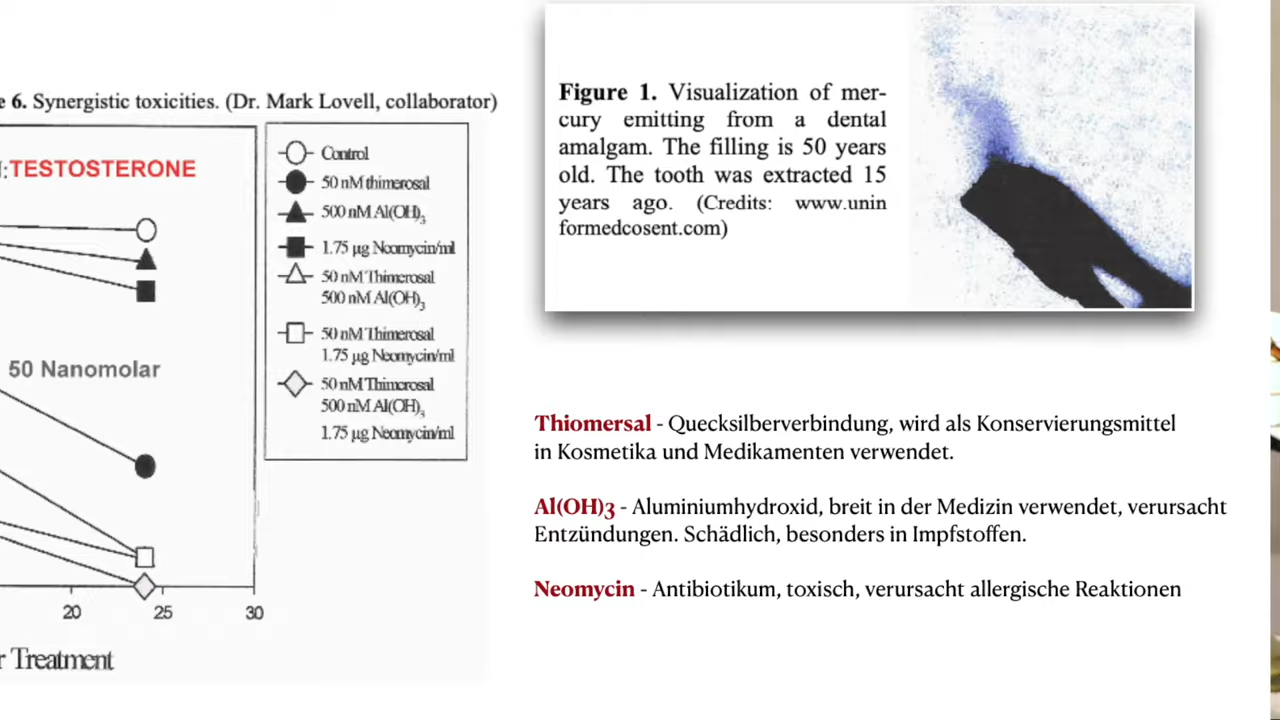 e 6. Synergistic toxicities. (Dr. Mark Lovell, collaborator)
:TESTOSTERONE
50 Nanomolar
20 25 30
r Treatment
Control
50 nM thimerosal
500 nM Al(OH)3
1.75 µg Neomycin/ml
50 nM Thimerosal
500 nM Al(OH)3
50 nM Thimerosal
1.75 µg Neomycin/ml
50 nM Thimerosal
500 nM Al(OH)3
1.75 µg Neomycin/ml
Figure 1. Visualization of mer-
cury emitting from a dental
amalgam. The filling is 50 years
old. The tooth was extracted 15
years ago. (Credits: www.unin
formedcosent.com)
Thiomersal - Quecksilberverbindung, wird als Konservierungsmittel
in Kosmetika und Medikamenten verwendet.
Al(OH)3 - Aluminiumhydroxid, breit in der Medizin verwendet, verursacht
Entzündungen. Schädlich, besonders in Impfstoffen.
Neomycin - Antibiotikum, toxisch, verursacht allergische Reaktionen